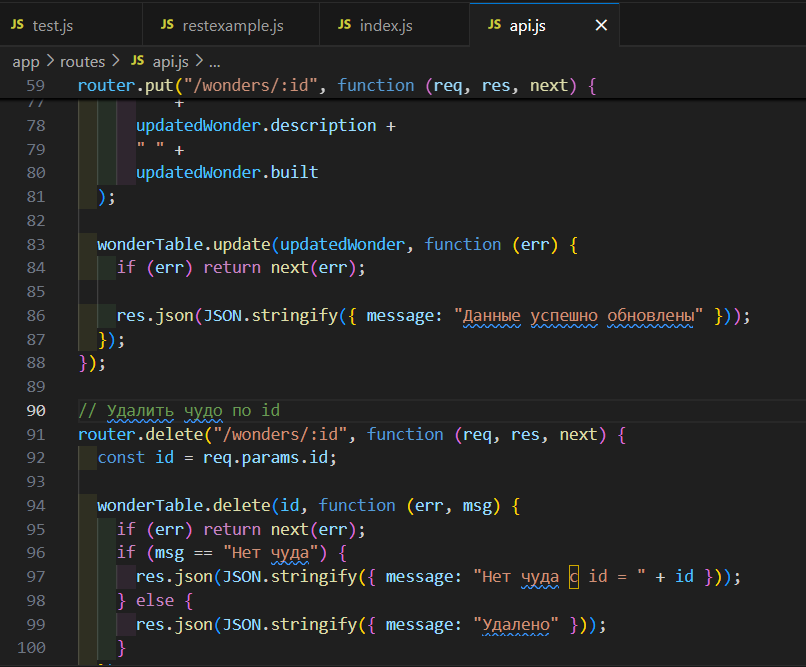 JS test.js JS restexample.js JS index.js JS api.js ×
app > routes > JS api.js > ...
59 router.put("/wonders/:id", function (req, res, next) {
77 +
78 updatedWonder.description +
79 " " +
80 updatedWonder.built
81 );
82
83 wonderTable.update(updatedWonder, function (err) {
84 if (err) return next(err);
85
86 res.json(JSON.stringify({ message: "Данные успешно обновлены" }));
87 });
88 });
89
90 // Удалить чудо по id
91 router.delete("/wonders/:id", function (req, res, next) {
92 const id = req.params.id;
93
94 wonderTable.delete(id, function (err, msg) {
95 if (err) return next(err);
96 if (msg == "Нет чуда") {
97 res.json(JSON.stringify({ message: "Нет чуда с id = " + id }));
98 } else {
99 res.json(JSON.stringify({ message: "Удалено" }));
100 }